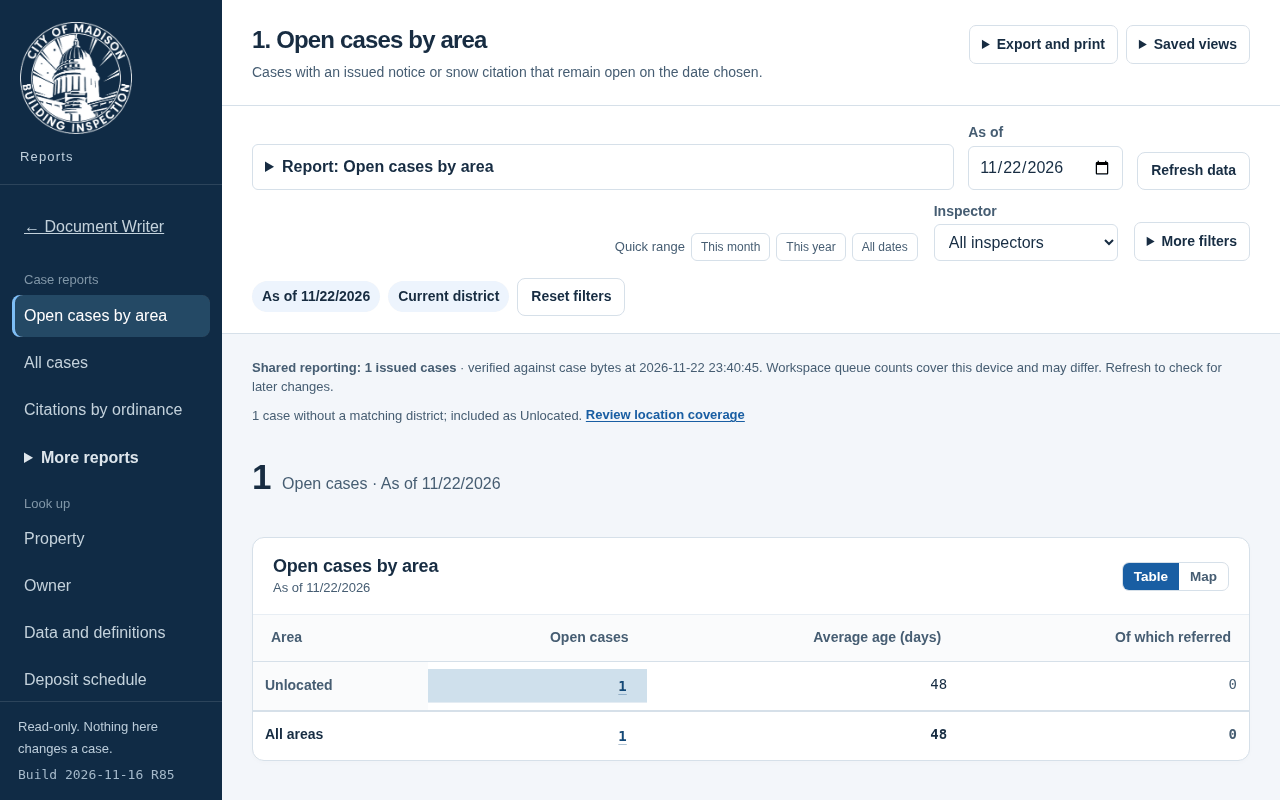 CITY OF MADISON
BUILDING INSPECTION
Reports
← Document Writer
Case reports
Open cases by area
All cases
Citations by ordinance
More reports
Look up
Property
Owner
Data and definitions
Deposit schedule
Read-only. Nothing here
changes a case.
Build 2026-11-16 R85
1. Open cases by area
Cases with an issued notice or snow citation that remain open on the date chosen.
Export and print
Saved views
Report: Open cases by area
As of
11/22/2026
Refresh data
Quick range
This month
This year
All dates
Inspector
All inspectors
More filters
As of 11/22/2026
Current district
Reset filters
Shared reporting: 1 issued cases · verified against case bytes at 2026-11-22 23:40:45. Workspace queue counts cover this device and may differ. Refresh to check for
later changes.
1 case without a matching district; included as Unlocated. Review location coverage
1 Open cases · As of 11/22/2026
Open cases by area
As of 11/22/2026
Table Map
Area Open cases Average age (days) Of which referred
Unlocated 1 48 0
All areas 1 48 0